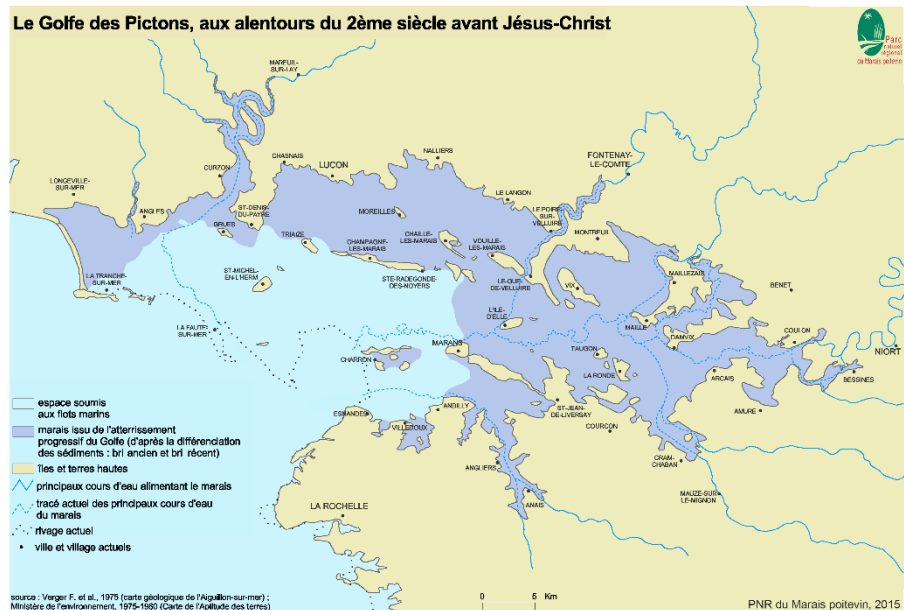 Le Golfe des Pictons, aux alentours du 2ème siècle avant Jésus-Christ
Parc
naturel
régional
du Marais poitevin
MAREUIL-
SUR-LAY
LONGEVILLE-
SUR-MER
ANGLES
CURZON
CHASNAIS
LUÇON
NALLIERS
FONTENAY-
LE-COMTE
LE LANGON
LE POIRE-
SUR-
VELLUIRE
ST-DENIS-
DU-PAYRE
GRUES
MOREILLES
TRIAIZE
CHAILLE-
LES-MARAIS
CHAMPAGNE-
LES-MARAIS
VOUILLE-
LES-MARAIS
MONTREUIL
STE-RADEGONDE-
DES-NOYERS
LE-GUE-
DE-VELLUIRE
VIX
MAILLEZAIS
BENET
LA TRANCHE-
SUR-MER
ST-MICHEL-
EN-L'HERM
L'ILE-
D'ELLE
MAILLE
DAMVIX
COULON
NIORT
LA FAUTE-
SUR-MER
MARANS
TAUGON
BESSINES
CHARRON
LA RONDE
ARCAIS
AMURE
ANDILLY
ESNANDES
VILLEDOUX
ST-JEAN-
DE-LIVERSAY
COURCON
CRAM-
CHABAN
ANGLIERS
ANAIS
MAUZE-SUR-
LE-MIGNON
LA ROCHELLE
espace soumis
aux flots marins
marais issu de l'atterrissement
progressif du Golfe (d'après la différenciation
des sédiments : bri ancien et bri récent)
îles et terres hautes
principaux cours d'eau alimentant le marais
tracé actuel des principaux cours d'eau
du marais
rivage actuel
ville et village actuels
source : Verger F. et al., 1975 (carte géologique de l'Aiguillon-sur-mer) ;
Ministère de l'environnement, 1975-1980 (Carte de l'Aptitude des terres)
0 5 Km
PNR du Marais poitevin, 2015